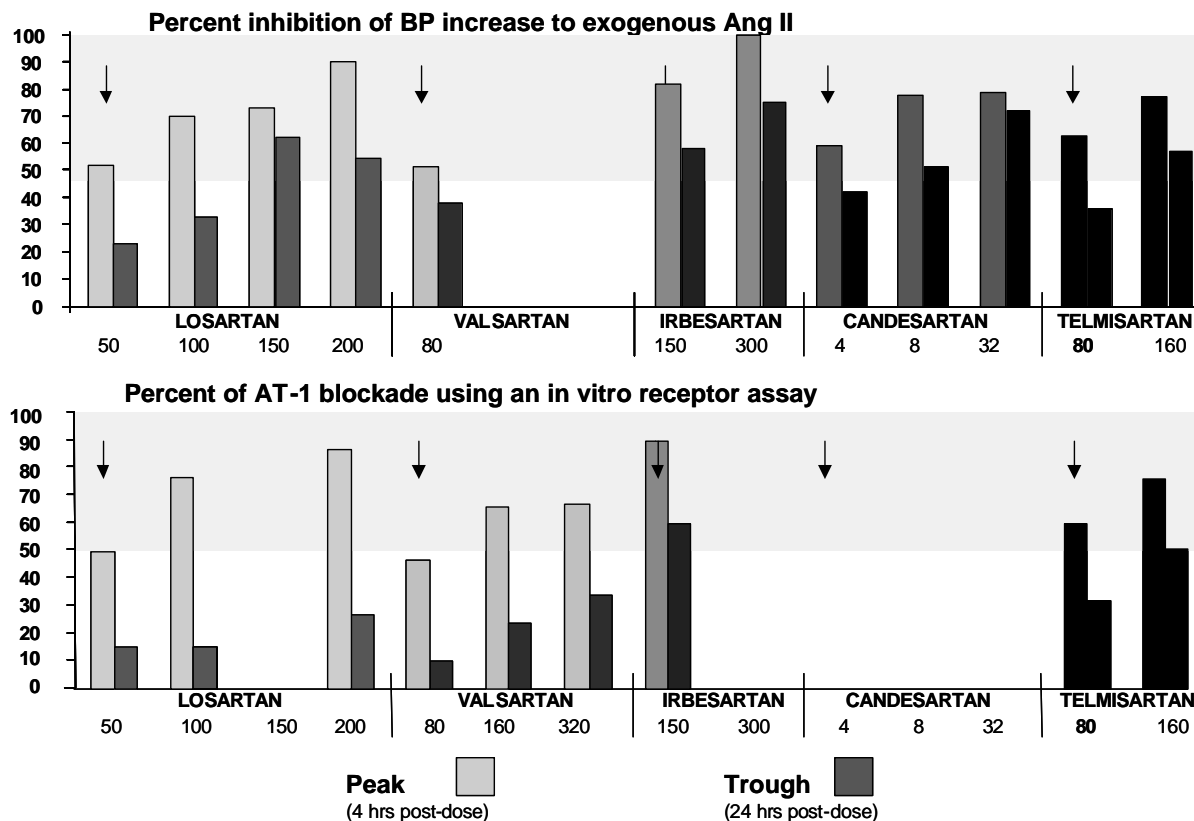 Percent inhibition of BP increase to exogenous Ang II
100
90
80
70
60
50
40
30
20
10
0
LOSARTAN VALSARTAN IRBESARTAN CANDESARTAN TELMISARTAN
50 100 150 200 80 150 300 4 8 32 80 160
Percent of AT-1 blockade using an in vitro receptor assay
100
90
80
70
60
50
40
30
20
10
0
LOSARTAN VALSARTAN IRBESARTAN CANDESARTAN TELMISARTAN
50 100 150 200 80 160 320 150 300 4 8 32 80 160
Peak Trough
(4 hrs post-dose) (24 hrs post-dose)